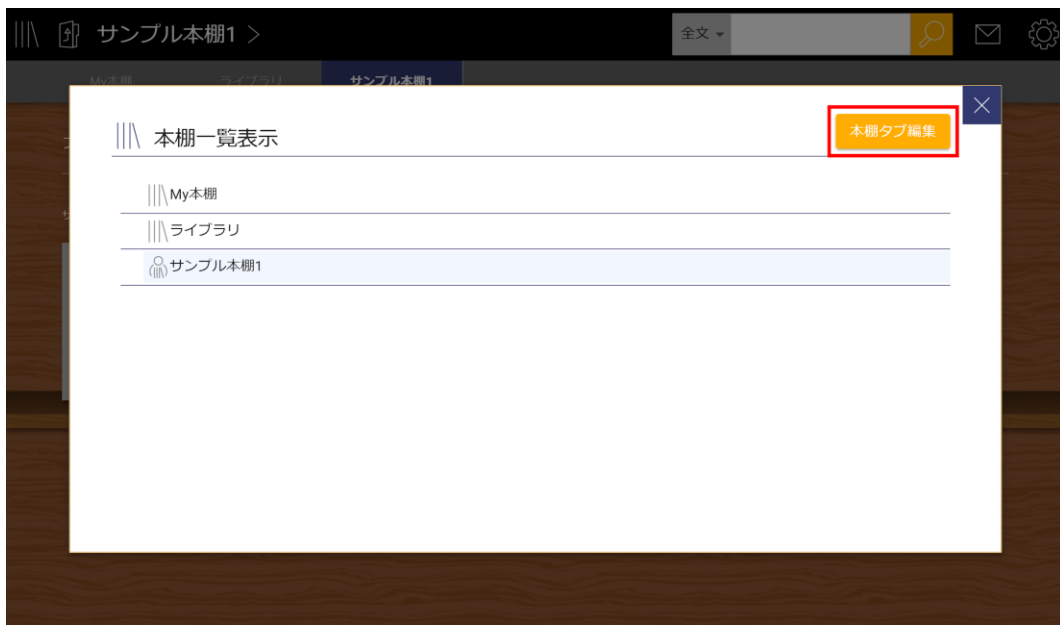 サンプル本棚1 >
全文
My本棚 ライブラリ サンプル本棚1
本棚一覧表示
本棚タブ編集
My本棚
ライブラリ
サンプル本棚1